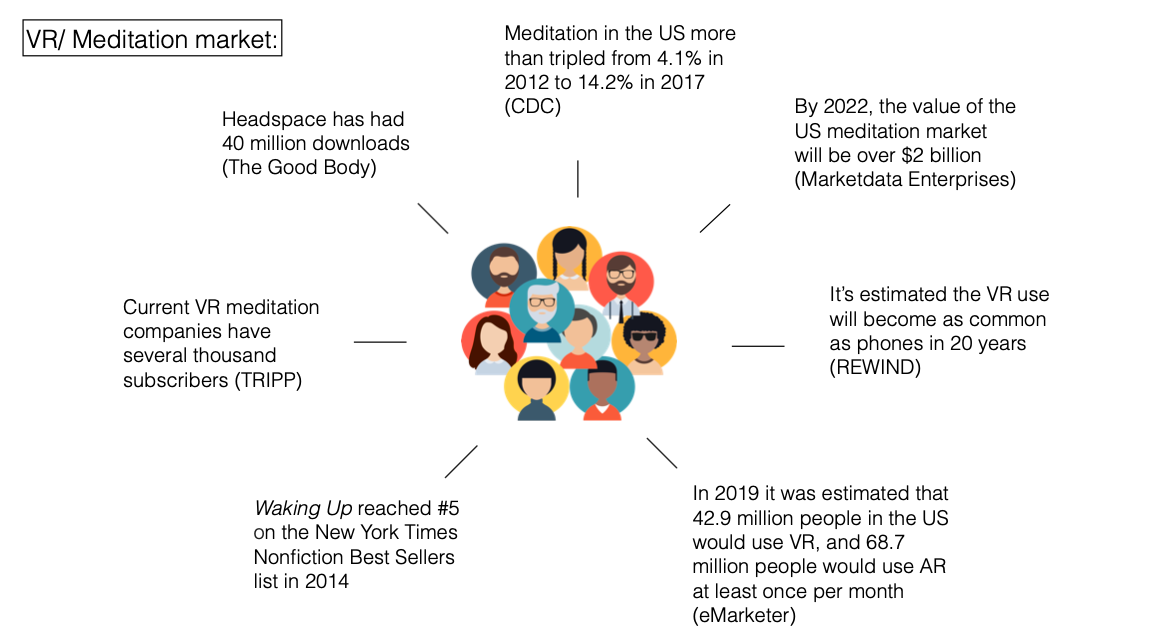 VR/ Meditation market:
Meditation in the US more
than tripled from 4.1% in
2012 to 14.2% in 2017
(CDC)
Headspace has had
40 million downloads
(The Good Body)
By 2022, the value of the
US meditation market
will be over $2 billion
(Marketdata Enterprises)
Current VR meditation
companies have
several thousand
subscribers (TRIPP)
It’s estimated the VR use
will become as common
as phones in 20 years
(REWIND)
Waking Up reached #5
on the New York Times
Nonfiction Best Sellers
list in 2014
In 2019 it was estimated that
42.9 million people in the US
would use VR, and 68.7
million people would use AR
at least once per month
(eMarketer)